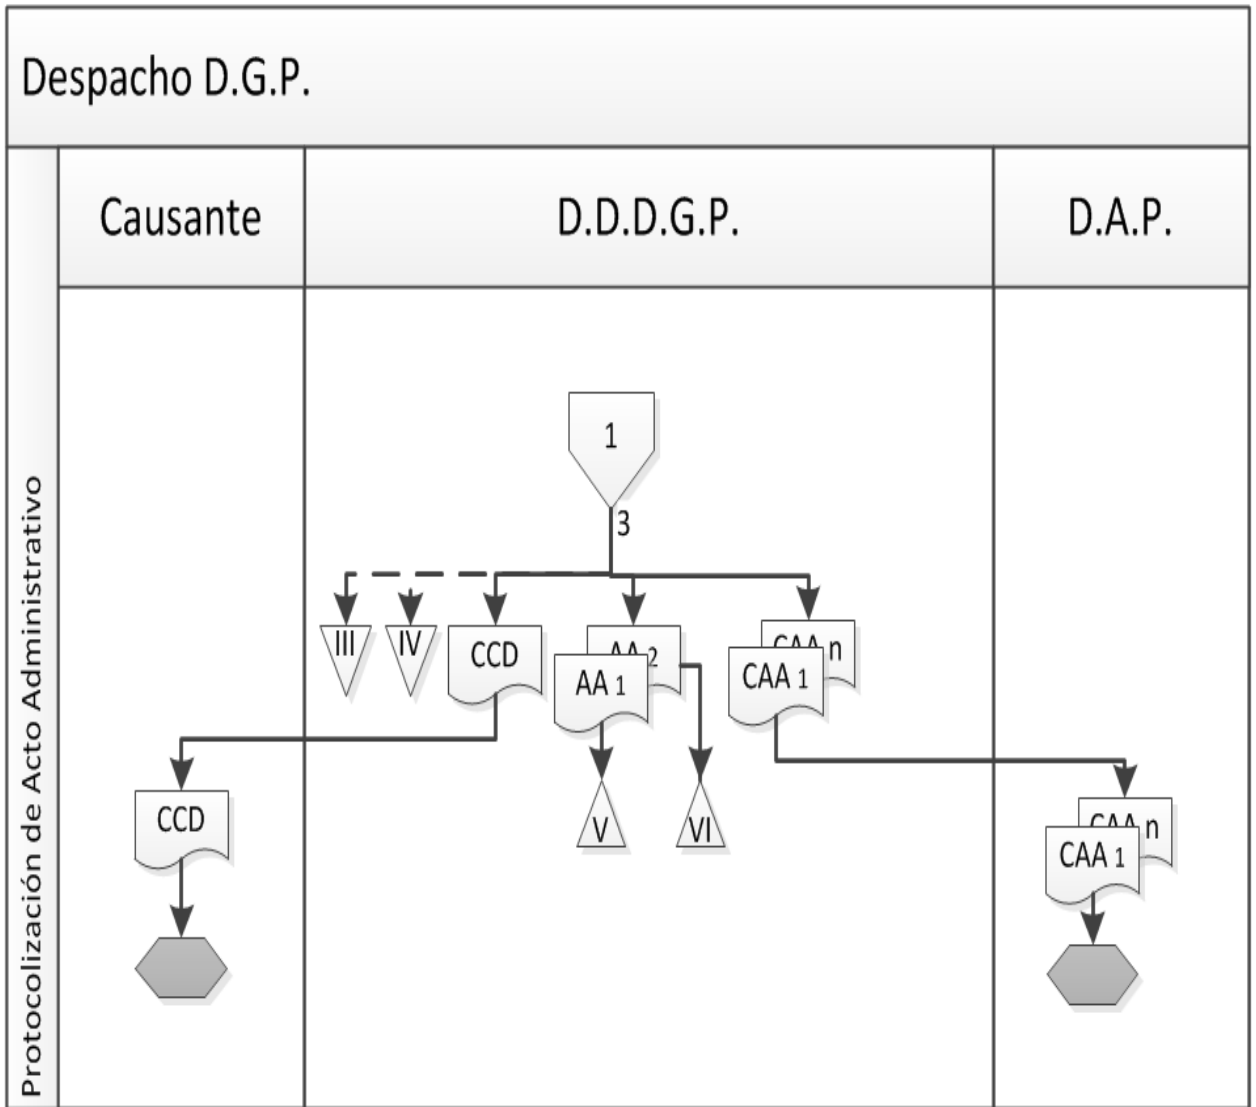 Despacho D.G.P.
Protocolización de Acto Administrativo
Causante
D.D.D.G.P.
D.A.P.
1
3
III
IV
CCD
AA 2
AA 1
CAA n
CAA 1
V
VI
CCD
CAA n
CAA 1